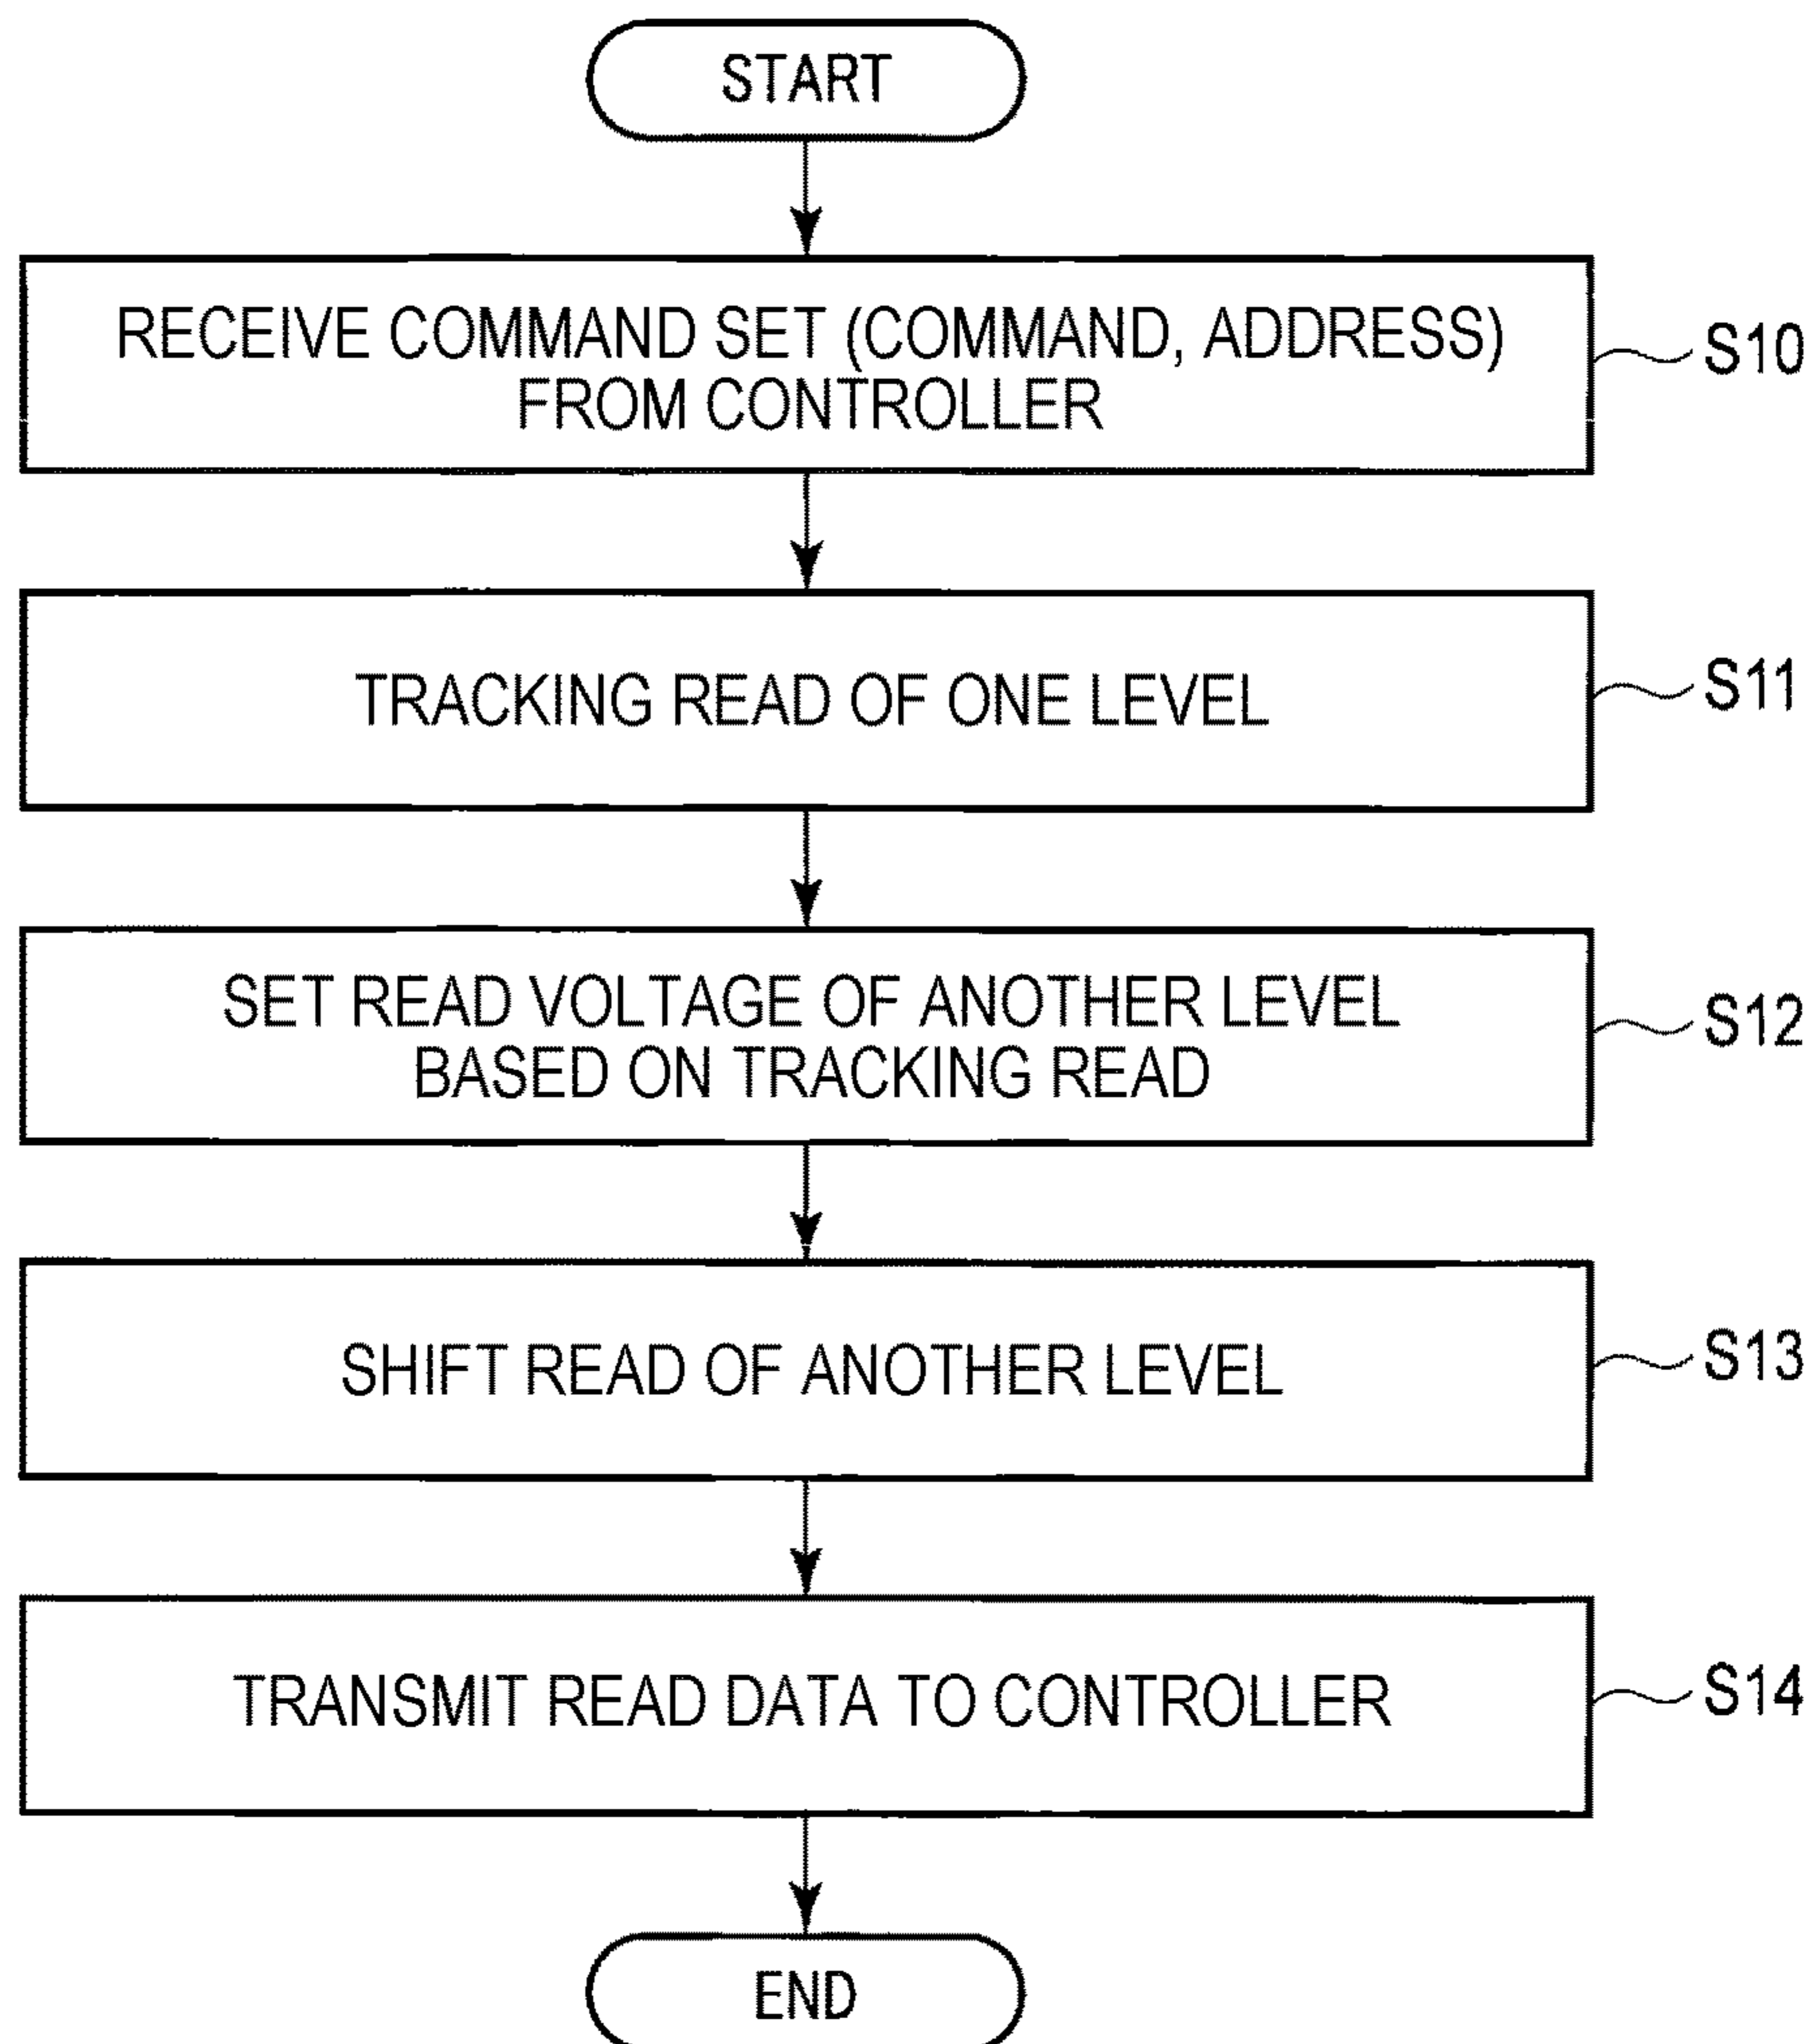 START
RECEIVE COMMAND SET (COMMAND, ADDRESS)
FROM CONTROLLER
S10
TRACKING READ OF ONE LEVEL
S11
SET READ VOLTAGE OF ANOTHER LEVEL
BASED ON TRACKING READ
S12
SHIFT READ OF ANOTHER LEVEL
S13
TRANSMIT READ DATA TO CONTROLLER
S14
END